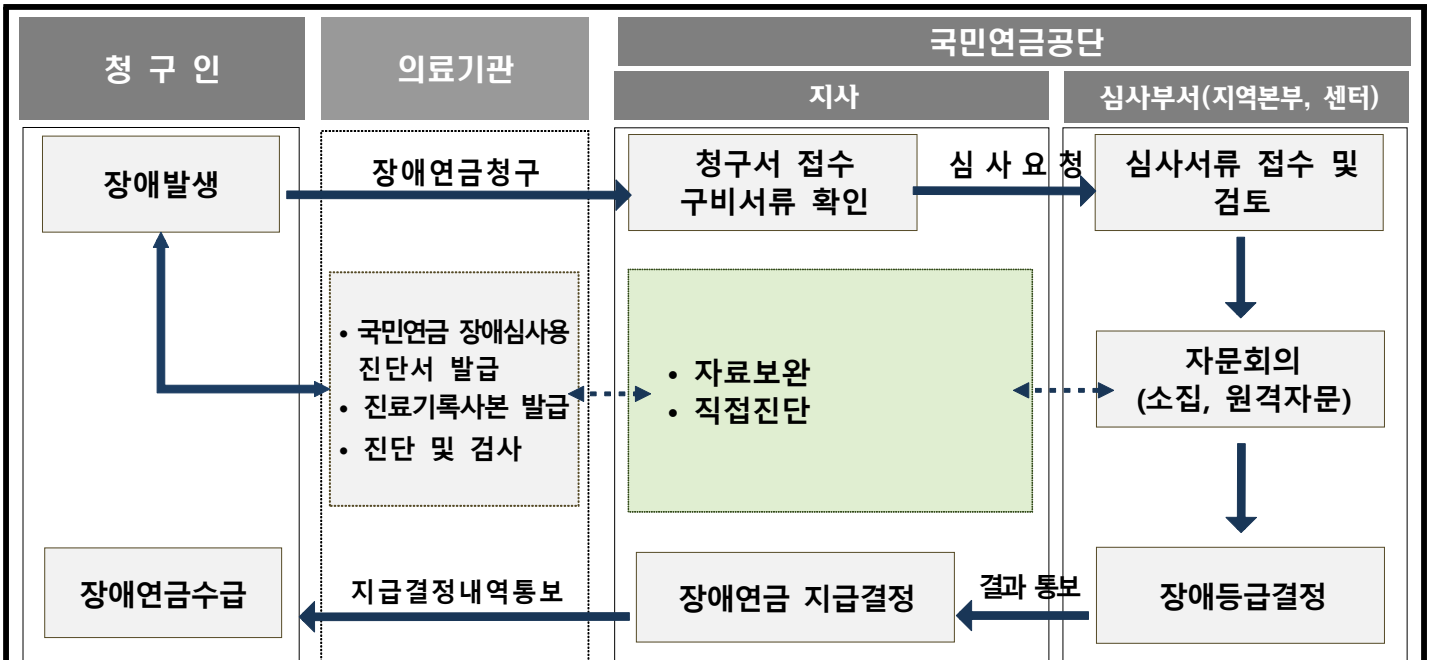 청 구 인
의료기관
국민연금공단
지사
심사부서(지역본부, 센터)
장애발생
장애연금청구
청구서 접수
구비서류 확인
심 사 요 청
심사서류 접수 및
검토
• 국민연금 장애심사용
진단서 발급
• 진료기록사본 발급
• 진단 및 검사
• 자료보완
• 직접진단
자문회의
(소집, 원격자문)
장애연금수급
지급결정내역통보
장애연금 지급결정
결과 통보
장애등급결정